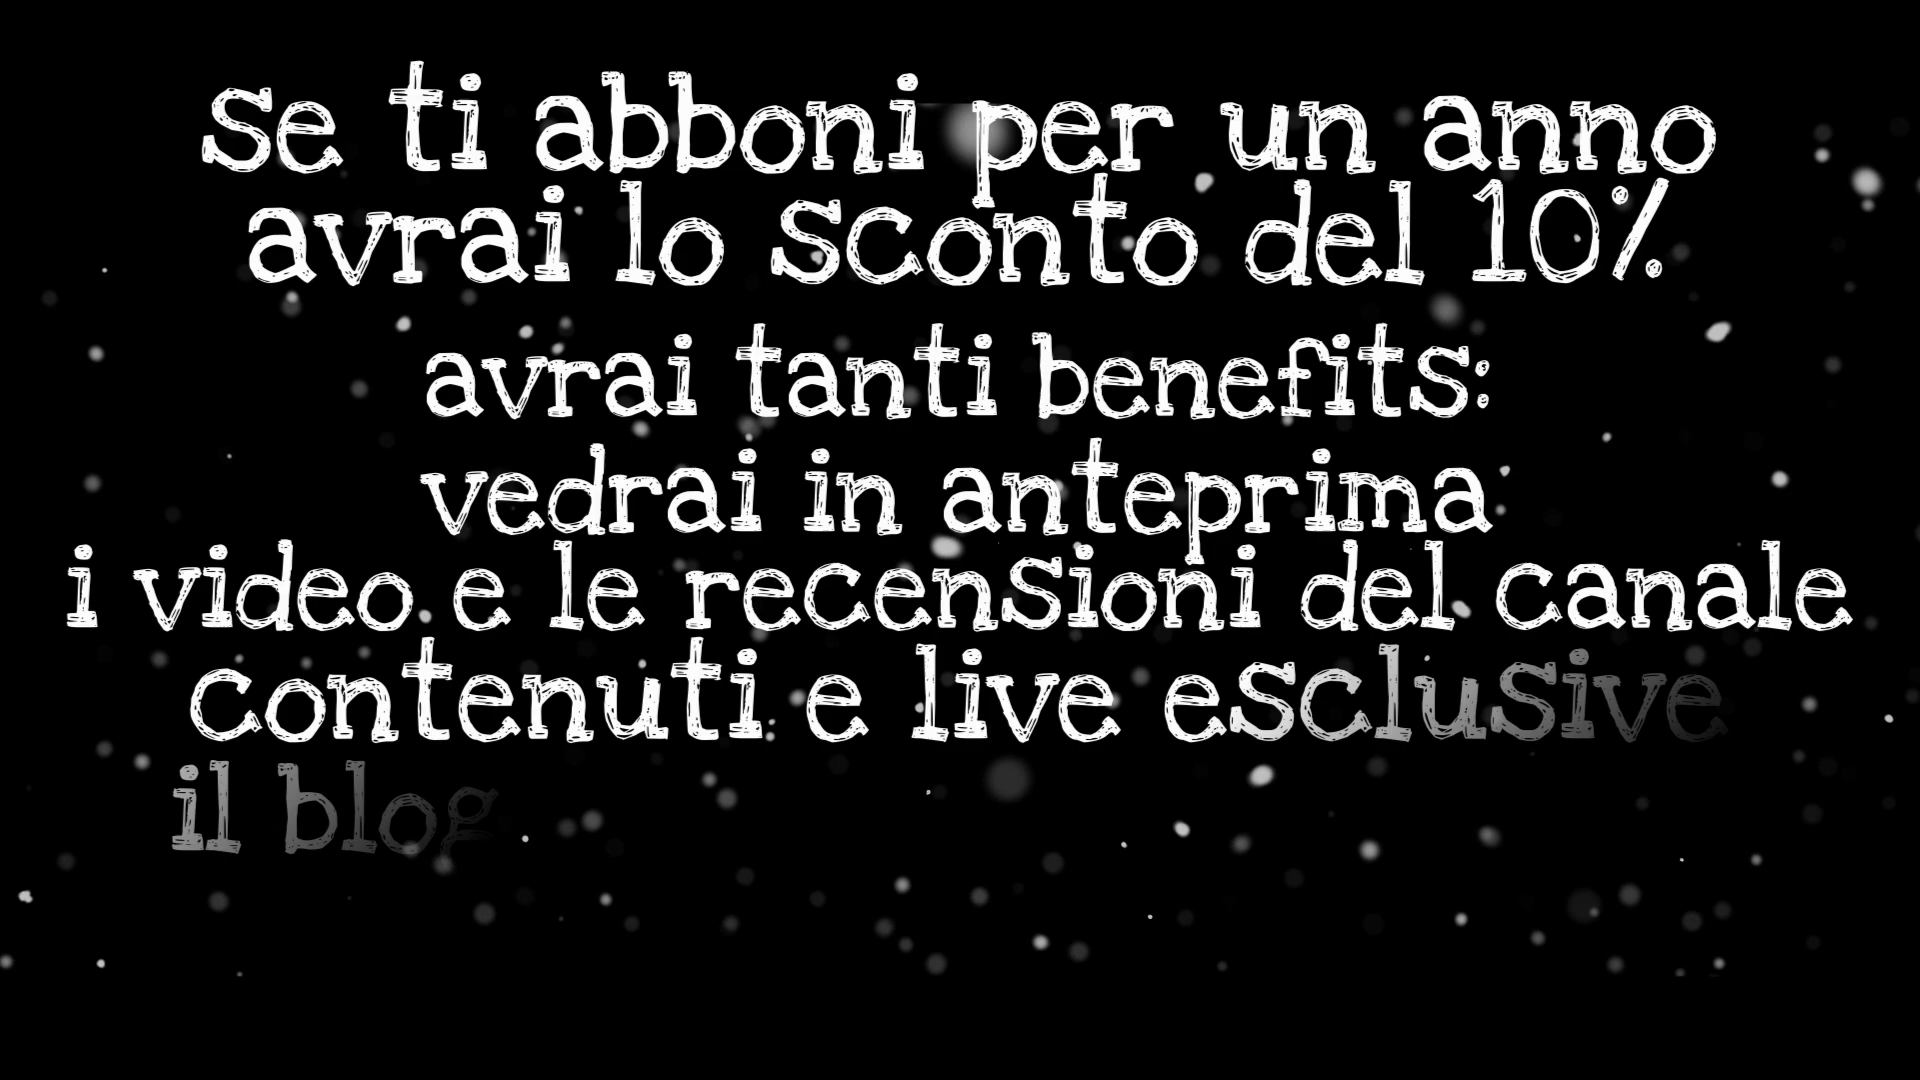 se ti abboni per un anno
avrai lo sconto del 10%
avrai tanti benefits:
vedrai in anteprima
i video e le recensioni del canale
contenuti e live esclusive
il blog